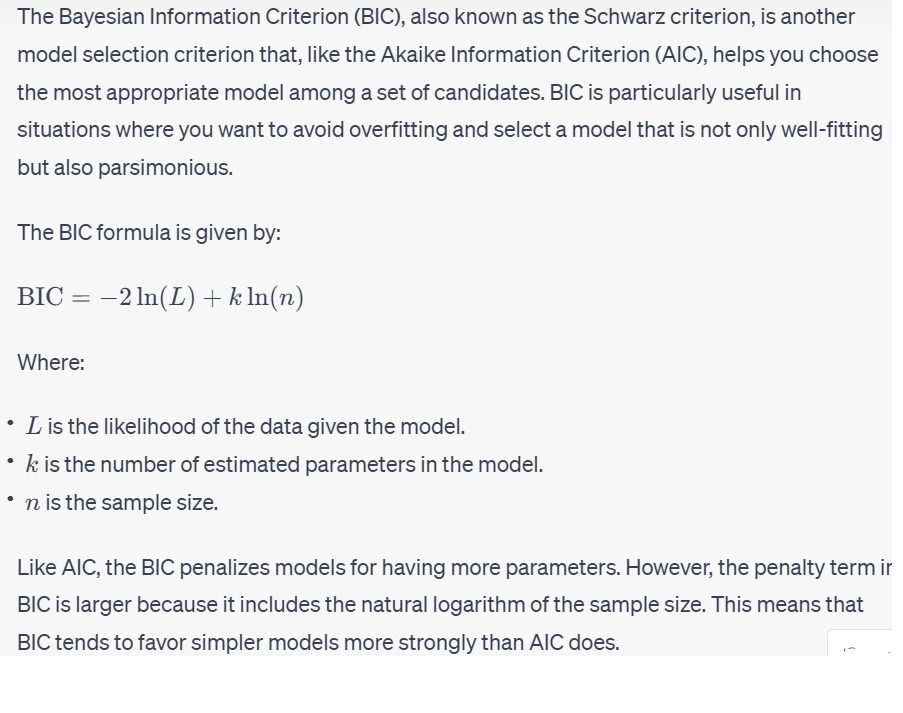 The Bayesian Information Criterion (BIC), also known as the Schwarz criterion, is another
model selection criterion that, like the Akaike Information Criterion (AIC), helps you choose
the most appropriate model among a set of candidates. BIC is particularly useful in
situations where you want to avoid overfitting and select a model that is not only well-fitting
but also parsimonious.
The BIC formula is given by:
BIC = −2 ln(L) + k ln(n)
Where:
• L is the likelihood of the data given the model.
• k is the number of estimated parameters in the model.
• n is the sample size.
Like AIC, the BIC penalizes models for having more parameters. However, the penalty term
BIC is larger because it includes the natural logarithm of the sample size. This means that
BIC tends to favor simpler models more strongly than AIC does.